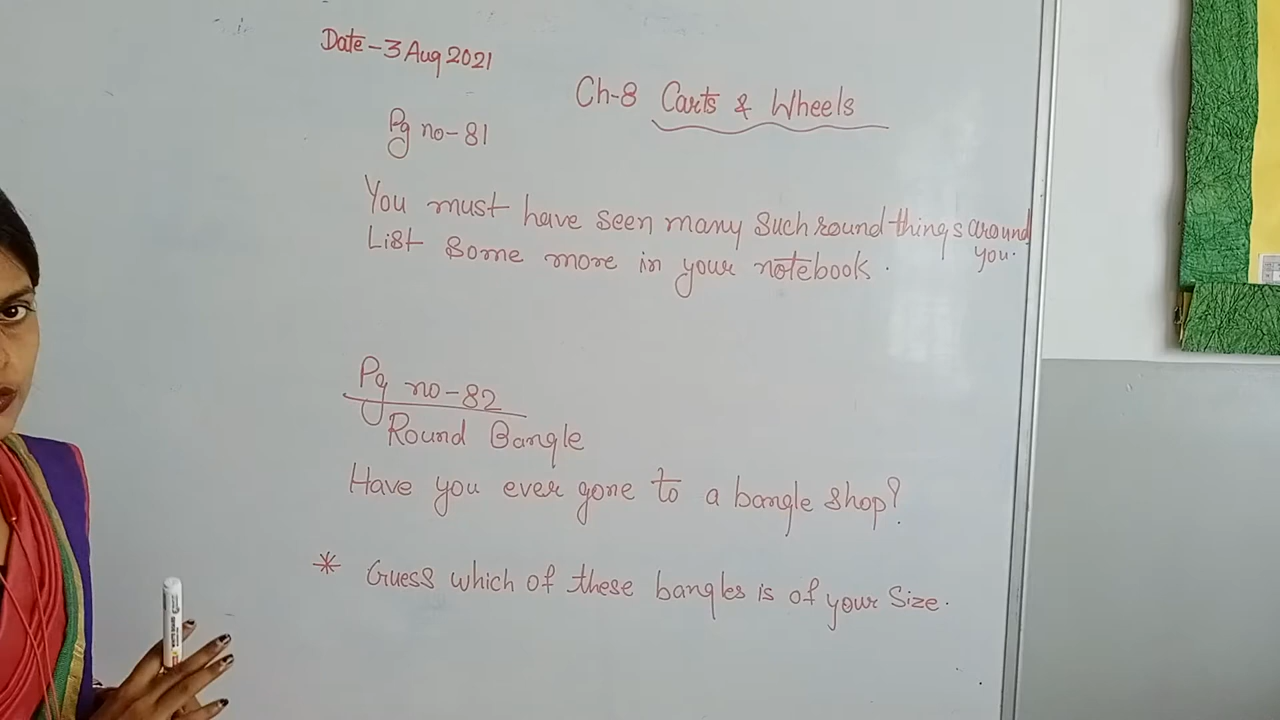 Date-3 Aug 2021
Ch-8 Carts & Wheels
Pg no-81
You must have seen many such round things around
you.
List some more in your notebook.
Pg no-82
Round Bangle
Have you ever gone to a bangle shop?
* Guess which of these bangles is of your size.